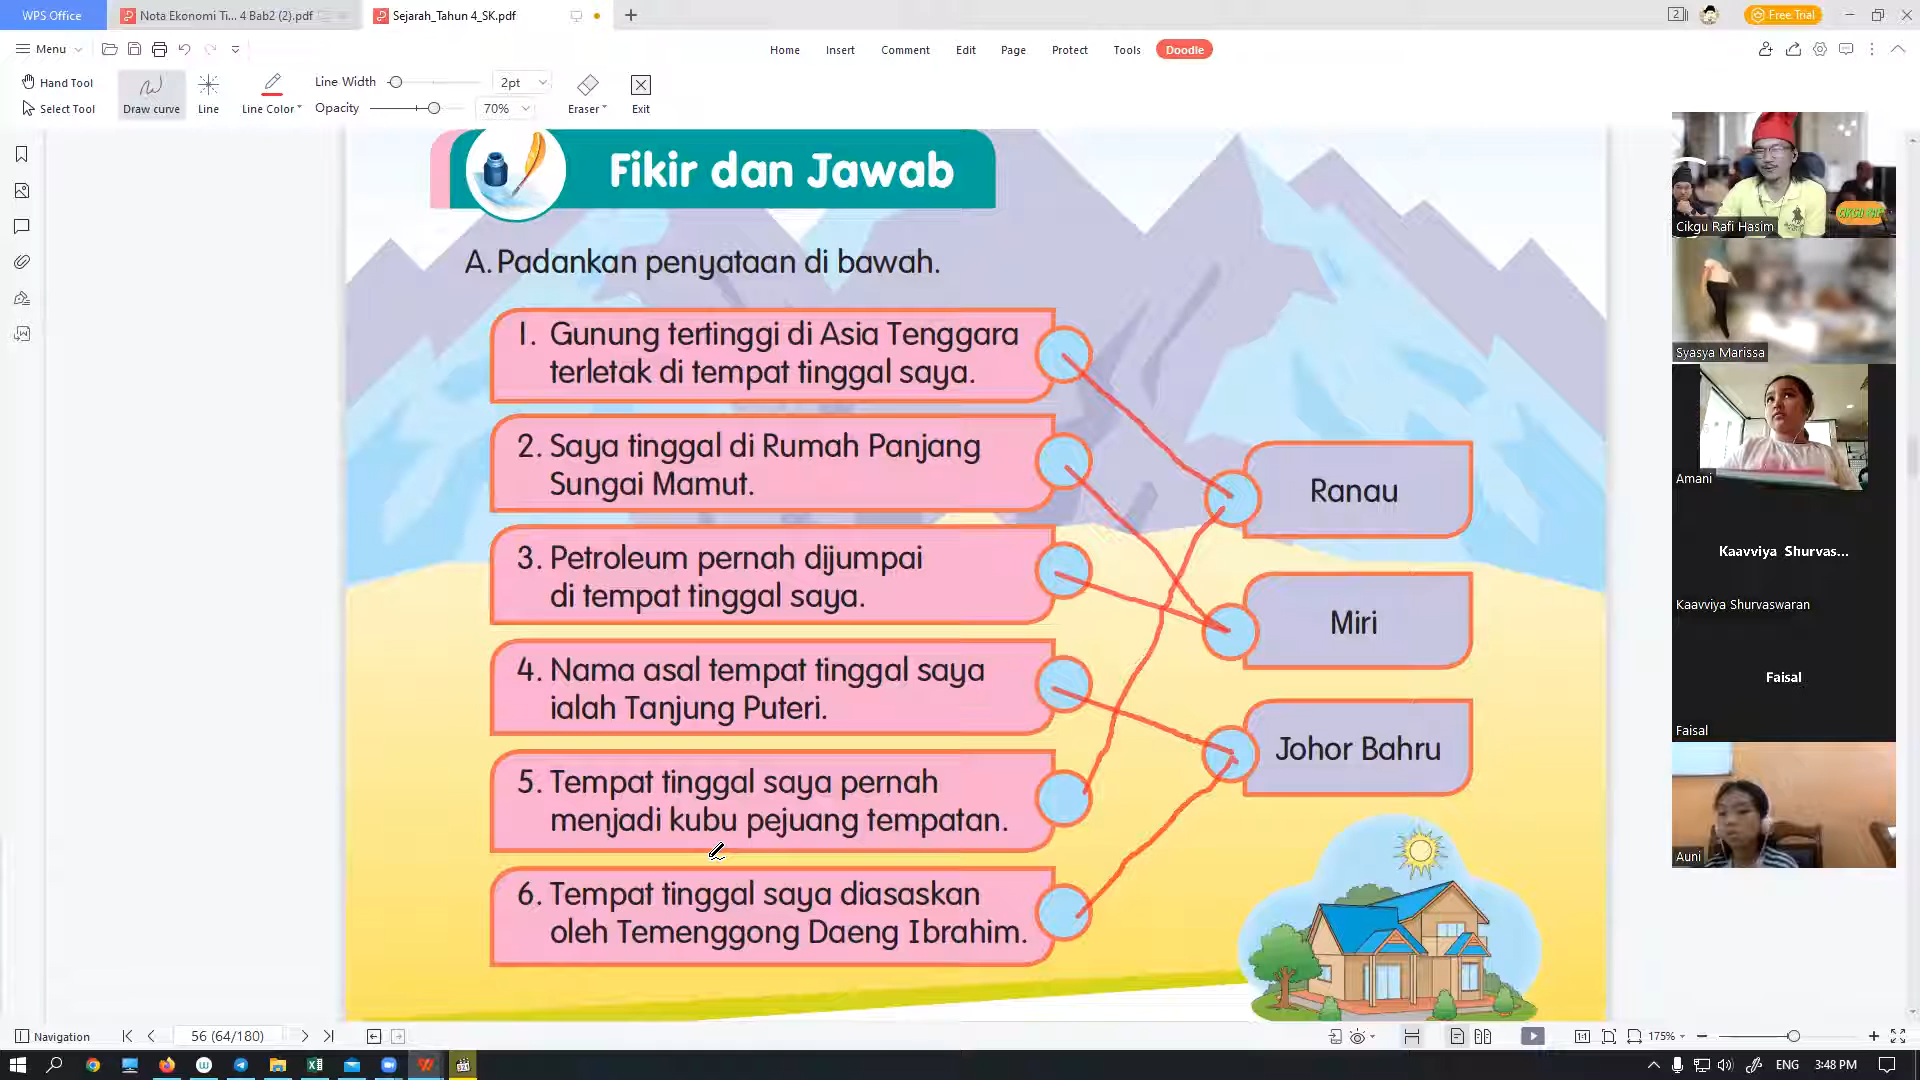 WPS Office
Nota Ekonomi Ti... 4 Bab2 (2).pdf
Sejarah_Tahun 4_SK.pdf
2
Free Trial
Menu
Home
Insert
Comment
Edit
Page
Protect
Tools
Doodle
Hand Tool
Select Tool
Draw curve
Line
Line Color
Line Width
2pt
Opacity
70%
Eraser
Exit
Fikir dan Jawab
A. Padankan penyataan di bawah.
1. Gunung tertinggi di Asia Tenggara
terletak di tempat tinggal saya.
2. Saya tinggal di Rumah Panjang
Sungai Mamut.
3. Petroleum pernah dijumpai
di tempat tinggal saya.
4. Nama asal tempat tinggal saya
ialah Tanjung Puteri.
5. Tempat tinggal saya pernah
menjadi kubu pejuang tempatan.
6. Tempat tinggal saya diasaskan
oleh Temenggong Daeng Ibrahim.
Ranau
Miri
Johor Bahru
CIKGU RAFI
Cikgu Rafi Hasim
Syasya Marissa
Amani
Kaavviya Shurvas...
Kaavviya Shurvaswaran
Faisal
Faisal
Auni
Navigation
56 (64/180)
175%
ENG
3:48 PM